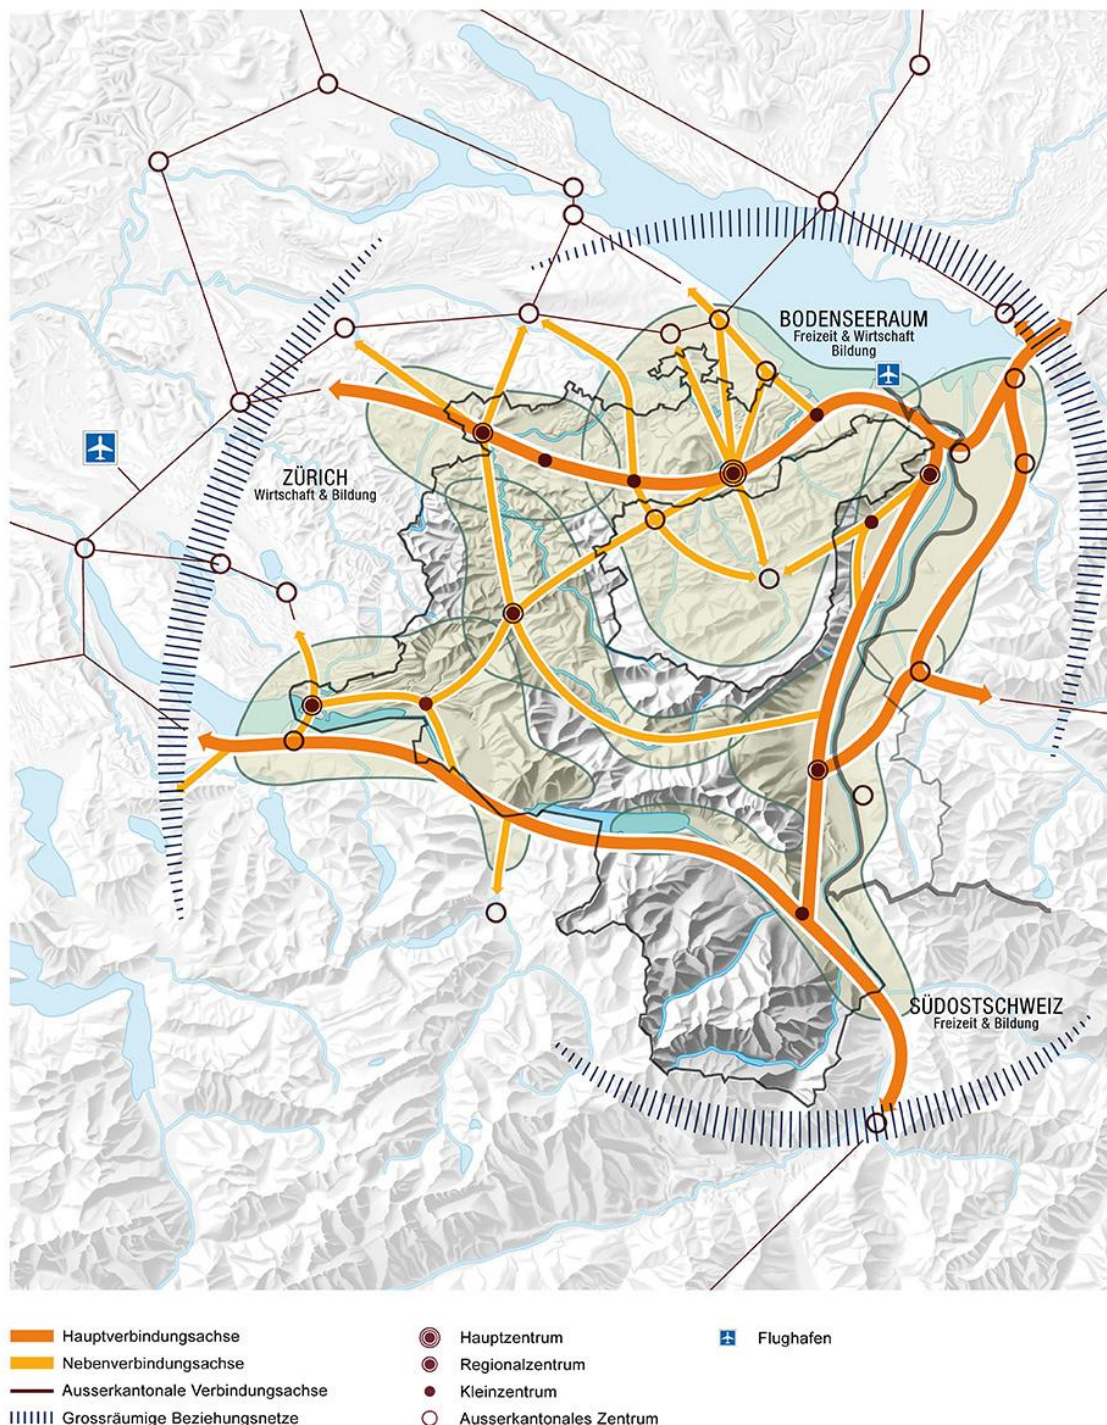 BODENSEERAUM
Freizeit & Wirtschaft
Bildung
ZÜRICH
Wirtschaft & Bildung
SÜDOSTSCHWEIZ
Freizeit & Bildung
Hauptverbindungsachse
Nebenverbindungsachse
Ausserkantonale Verbindungsachse
Grossräumige Beziehungsnetze
Hauptzentrum
Regionalzentrum
Kleinzentrum
Ausserkantonales Zentrum
Flughafen